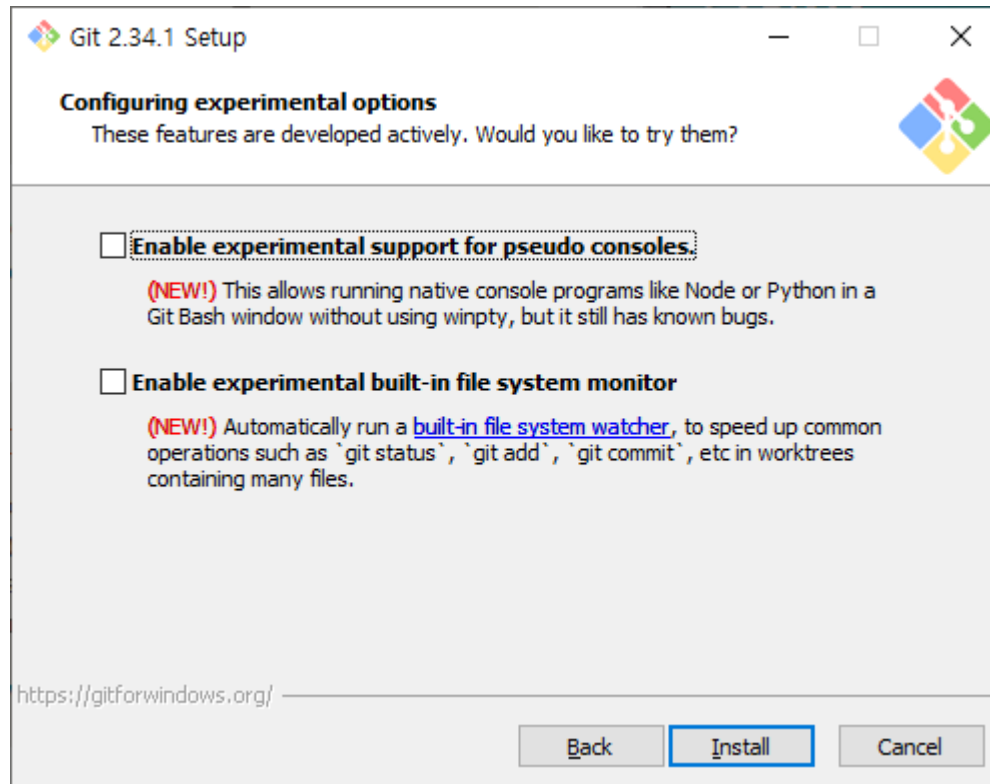 Git 2.34.1 Setup
Configuring experimental options
These features are developed actively. Would you like to try them?
Enable experimental support for pseudo consoles.
(NEW!) This allows running native console programs like Node or Python in a
Git Bash window without using winpty, but it still has known bugs.
Enable experimental built-in file system monitor
(NEW!) Automatically run a built-in file system watcher, to speed up common
operations such as `git status`, `git add`, `git commit`, etc in worktrees
containing many files.
https://gitforwindows.org/
Back Install Cancel